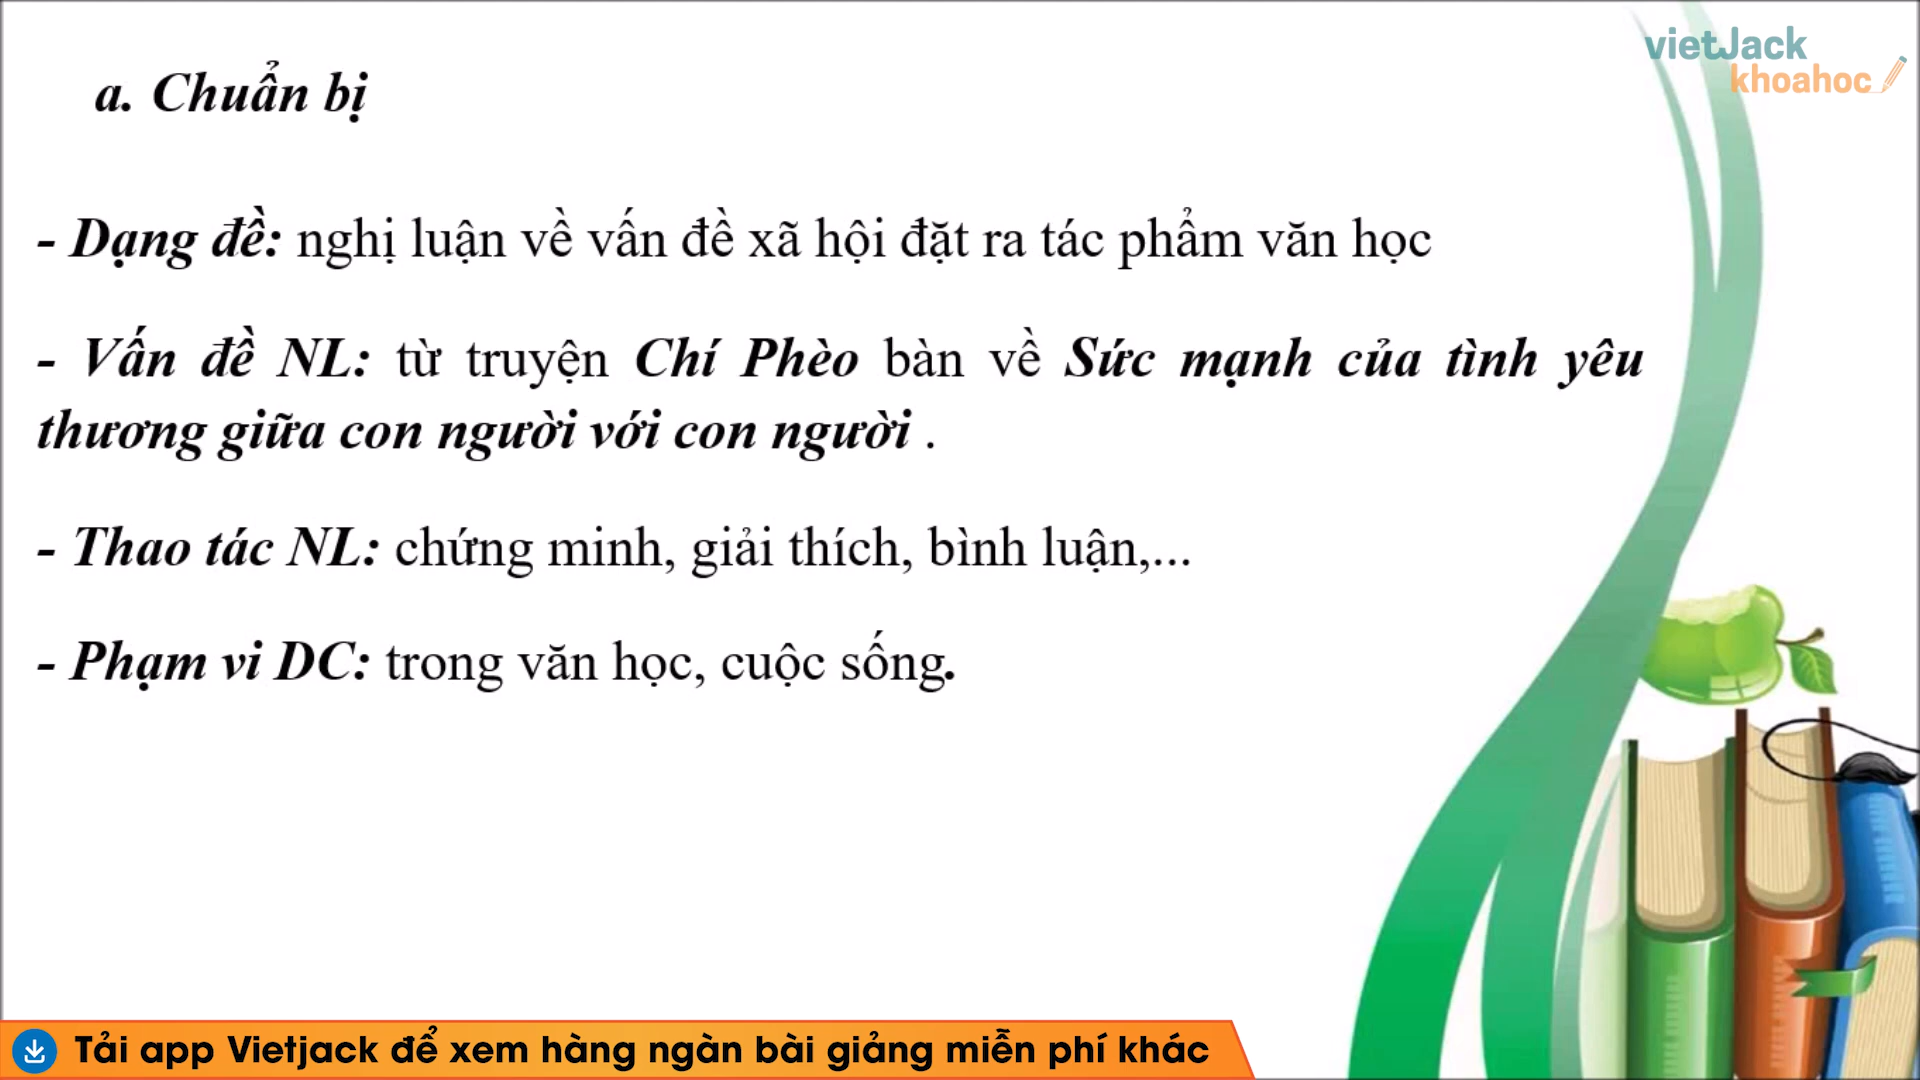 vietJack
khoahoc
a. Chuẩn bị
- Dạng đề: nghị luận về vấn đề xã hội đặt ra tác phẩm văn học
- Vấn đề NL: từ truyện Chí Phèo bàn về Sức mạnh của tình yêu
thương giữa con người với con người .
- Thao tác NL: chứng minh, giải thích, bình luận,...
- Phạm vi DC: trong văn học, cuộc sống.
Tải app Vietjack để xem hàng ngàn bài giảng miễn phí khác